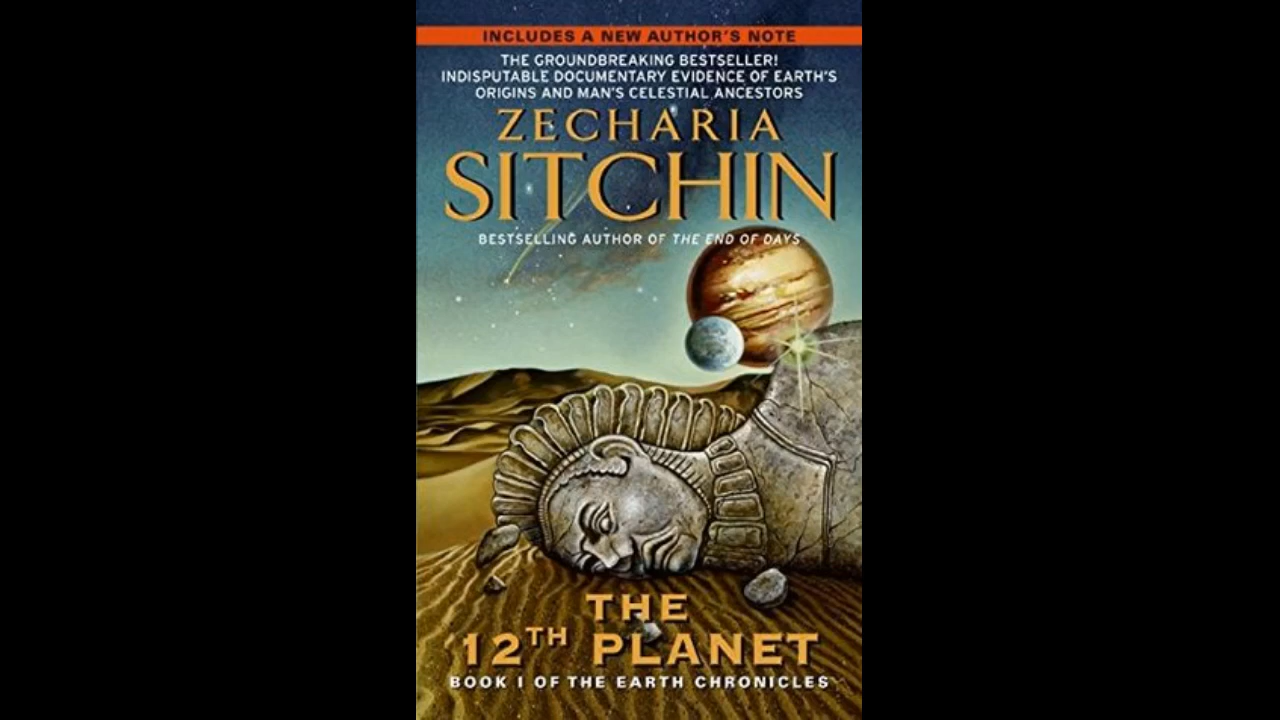 INCLUDES A NEW AUTHOR'S NOTE
THE GROUNDBREAKING BESTSELLER!
INDISPUTABLE DOCUMENTARY EVIDENCE OF EARTH'S
ORIGINS AND MAN'S CELESTIAL ANCESTORS
ZECHARIA
SITCHIN
BESTSELLING AUTHOR OF THE END OF DAYS
THE
12TH PLANET
BOOK I OF THE EARTH CHRONICLES